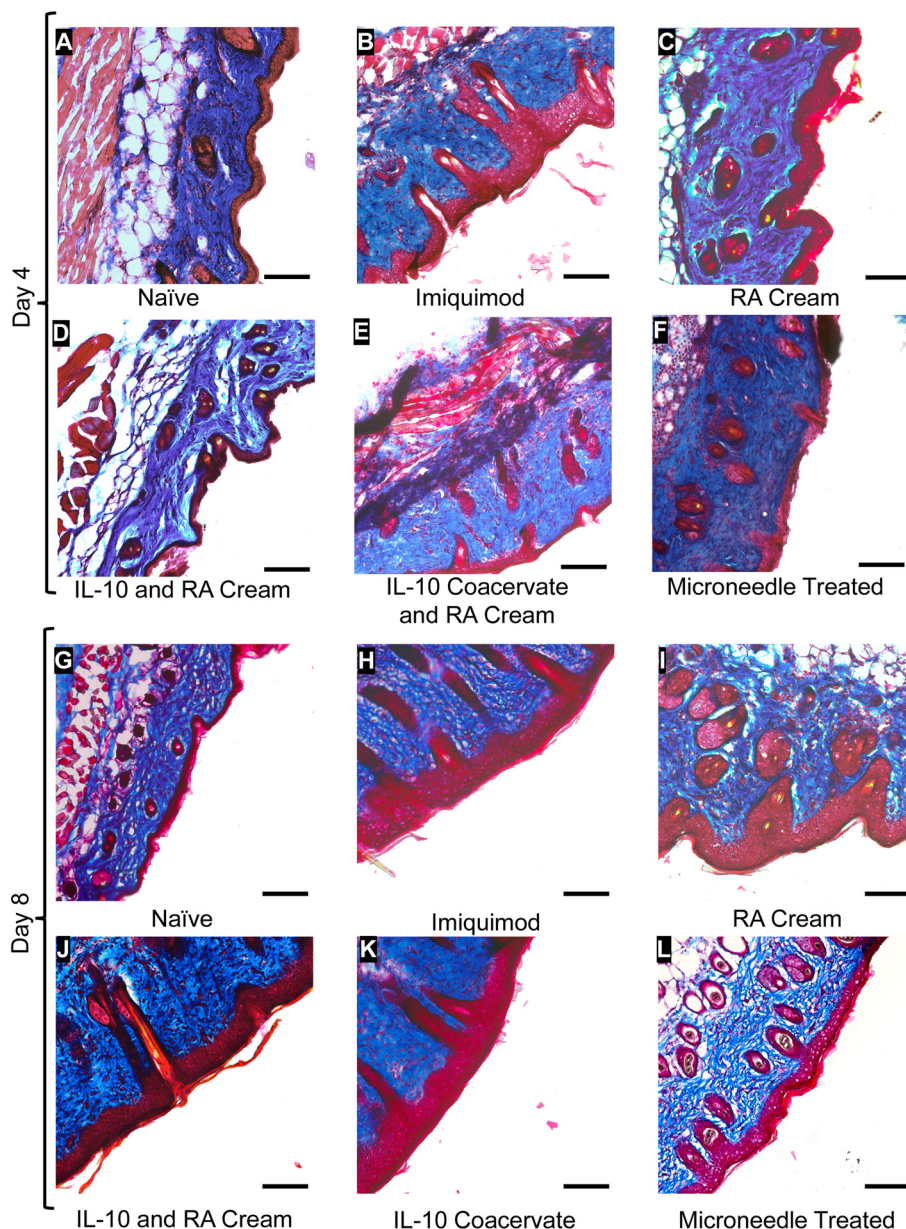 Day 4
A
B
C
Naïve
Imiquimod
RA Cream
D
E
F
IL-10 and RA Cream
IL-10 Coacervate
and RA Cream
Microneedle Treated
Day 8
G
H
I
Naïve
Imiquimod
RA Cream
J
K
L
IL-10 and RA Cream
IL-10 Coacervate
Microneedle Treated